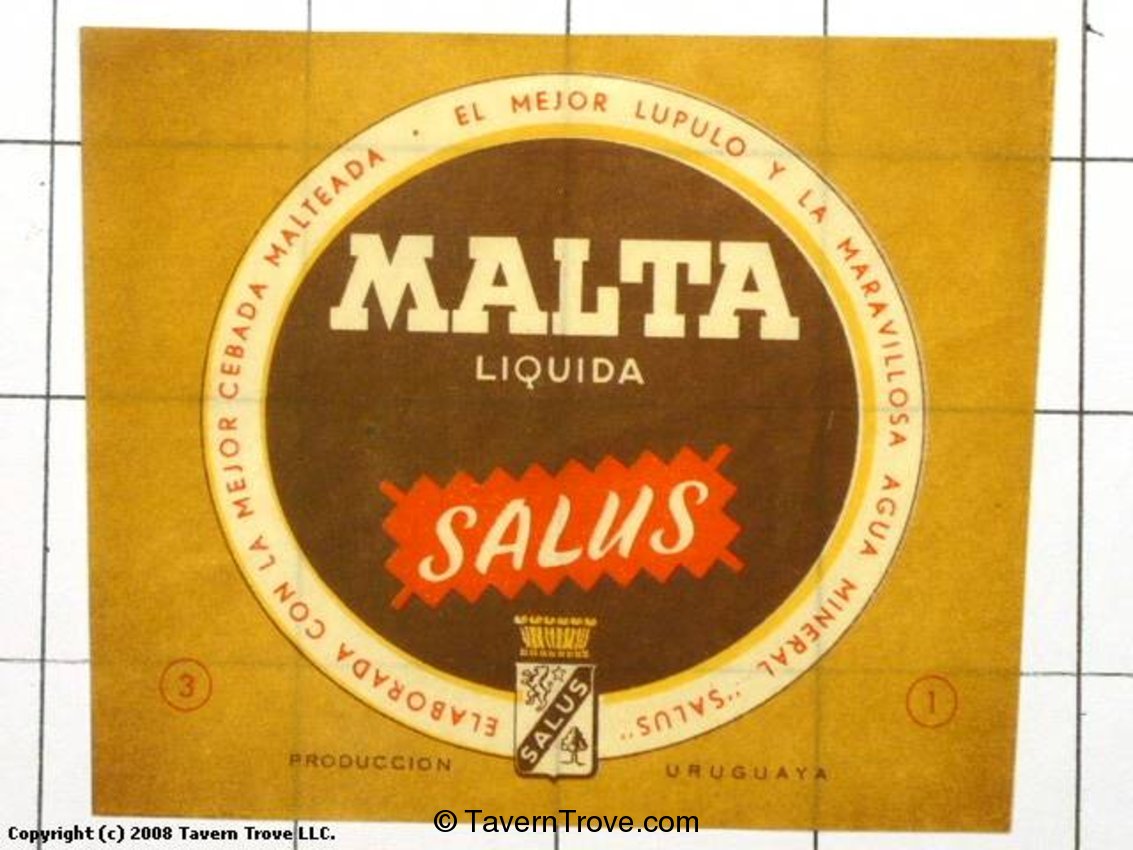 ELABORADA CON LA MEJOR CEBADA MALTEADA · EL MEJOR LUPULO Y LA MARAVILLOSA AGUA MINERAL "SALUS"
MALTA
LIQUIDA
SALUS
SALUS
3
1
PRODUCCION URUGUAYA
© TavernTrove.com
Copyright (c) 2008 Tavern Trove LLC.